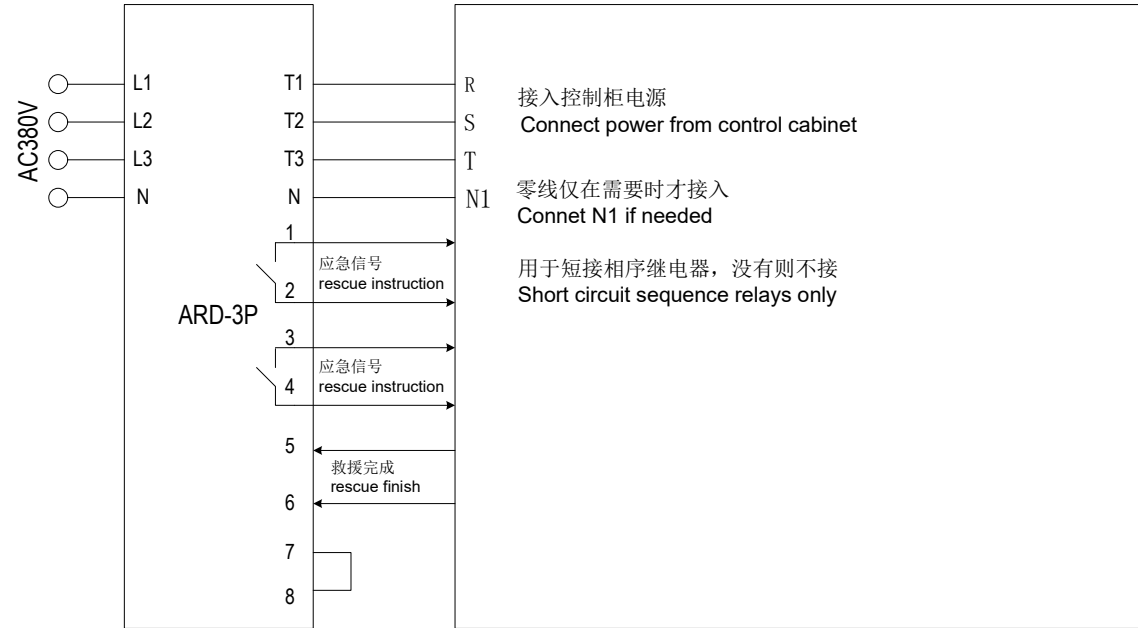 AC380V
L1
L2
L3
N
T1
T2
T3
N
1
2
3
4
5
6
7
8
ARD-3P
应急信号
rescue instruction
应急信号
rescue instruction
救援完成
rescue finish
R
S
T
N1
接入控制柜电源
Connect power from control cabinet
零线仅在需要时才接入
Connet N1 if needed
用于短接相序继电器，没有则不接
Short circuit sequence relays only